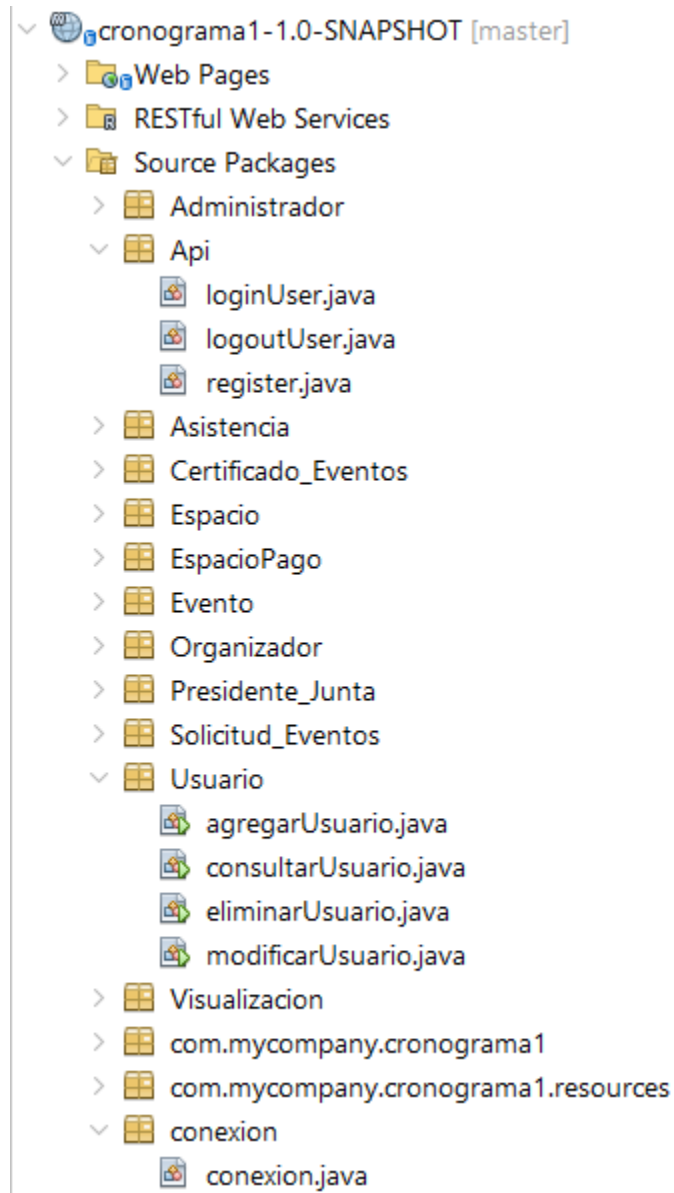 cronograma1-1.0-SNAPSHOT [master]
Web Pages
RESTful Web Services
Source Packages
Administrador
Api
loginUser.java
logoutUser.java
register.java
Asistencia
Certificado_Eventos
Espacio
EspacioPago
Evento
Organizador
Presidente_Junta
Solicitud_Eventos
Usuario
agregarUsuario.java
consultarUsuario.java
eliminarUsuario.java
modificarUsuario.java
Visualizacion
com.mycompany.cronograma1
com.mycompany.cronograma1.resources
conexion
conexion.java